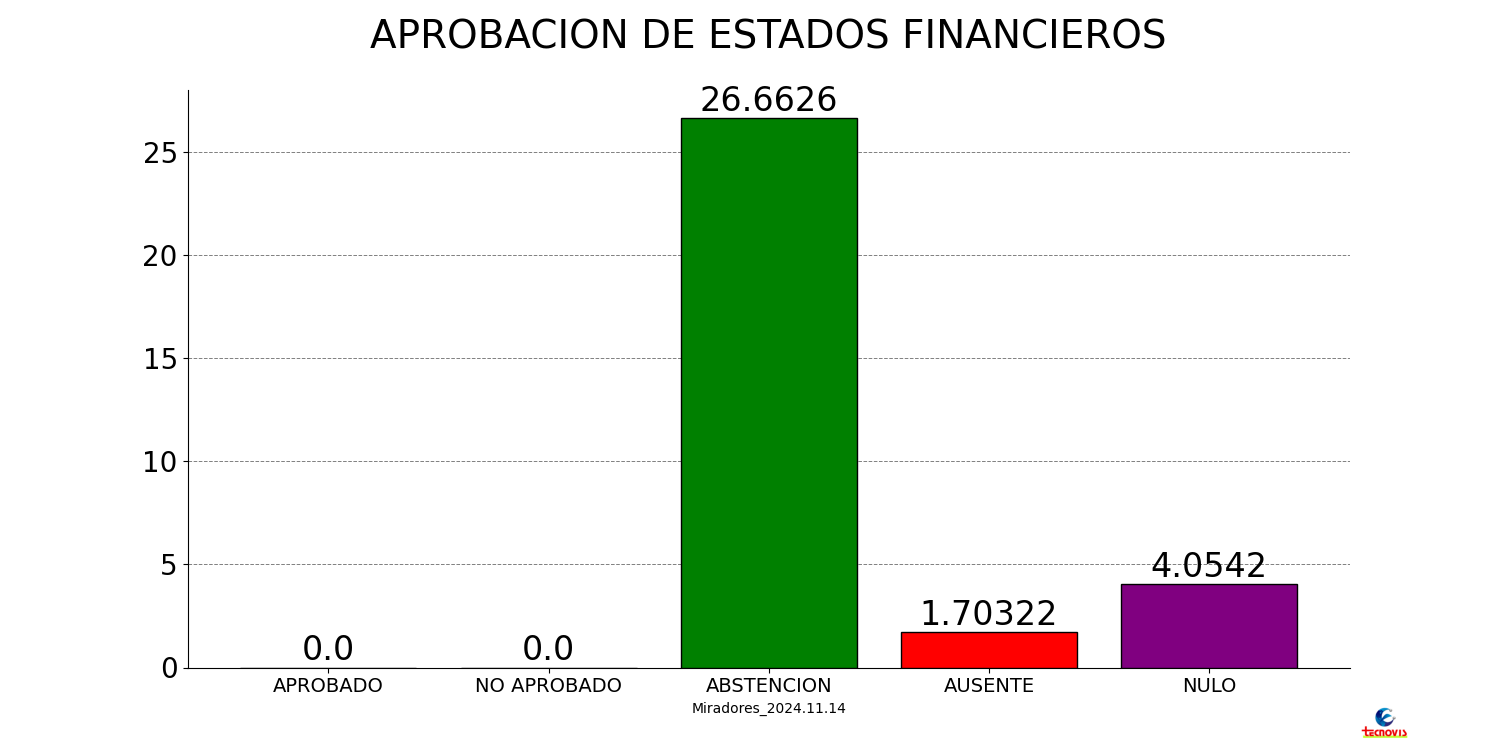 APROBACION DE ESTADOS FINANCIEROS
26.6626
25
20
15
10
5
4.0542
1.70322
0.0 0.0
0
APROBADO NO APROBADO ABSTENCION AUSENTE NULO
Miradores_2024.11.14
tecnovis